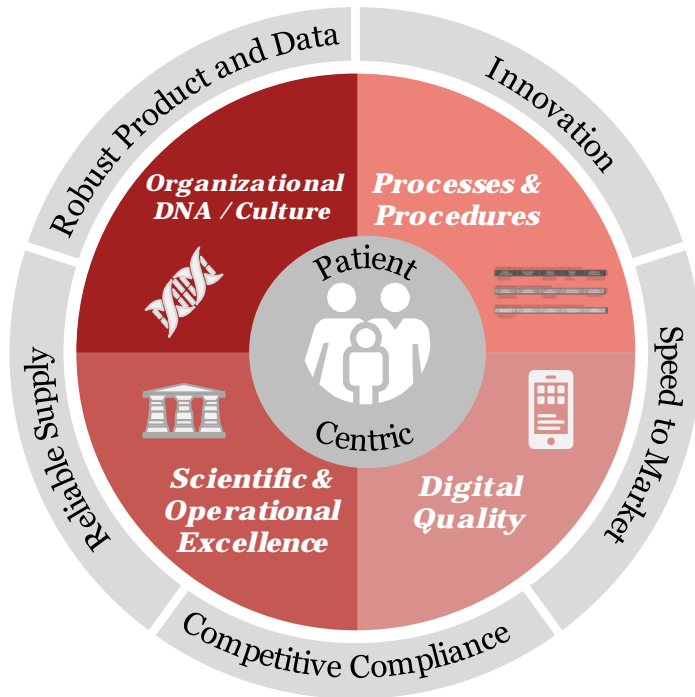 Robust Product and Data
Innovation
Organizational
DNA / Culture
Processes &
Procedures
Patient
Centric
Reliable Supply
Speed to Market
Scientific &
Operational
Excellence
Digital
Quality
Competitive Compliance